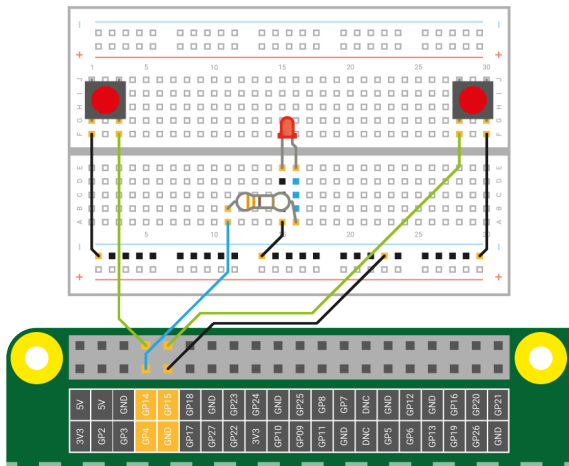 − −
+ +
1 5 10 15 20 25 30
J J
I I
H H
G G
F F
E E
D D
C C
B B
A A
5 10 15 20 25
− −
+ +
5V 5V GND GP14 GP15 GP18 GND GP23 GP24 GND GP25 GP8 GP7 DNC GND GP12 GND GP16 GP20 GP21
3V3 GP2 GP3 GP4 GND GP17 GP27 GP22 3V3 GP10 GP09 GP11 GND DNC GP5 GP6 GP13 GP19 GP26 GND